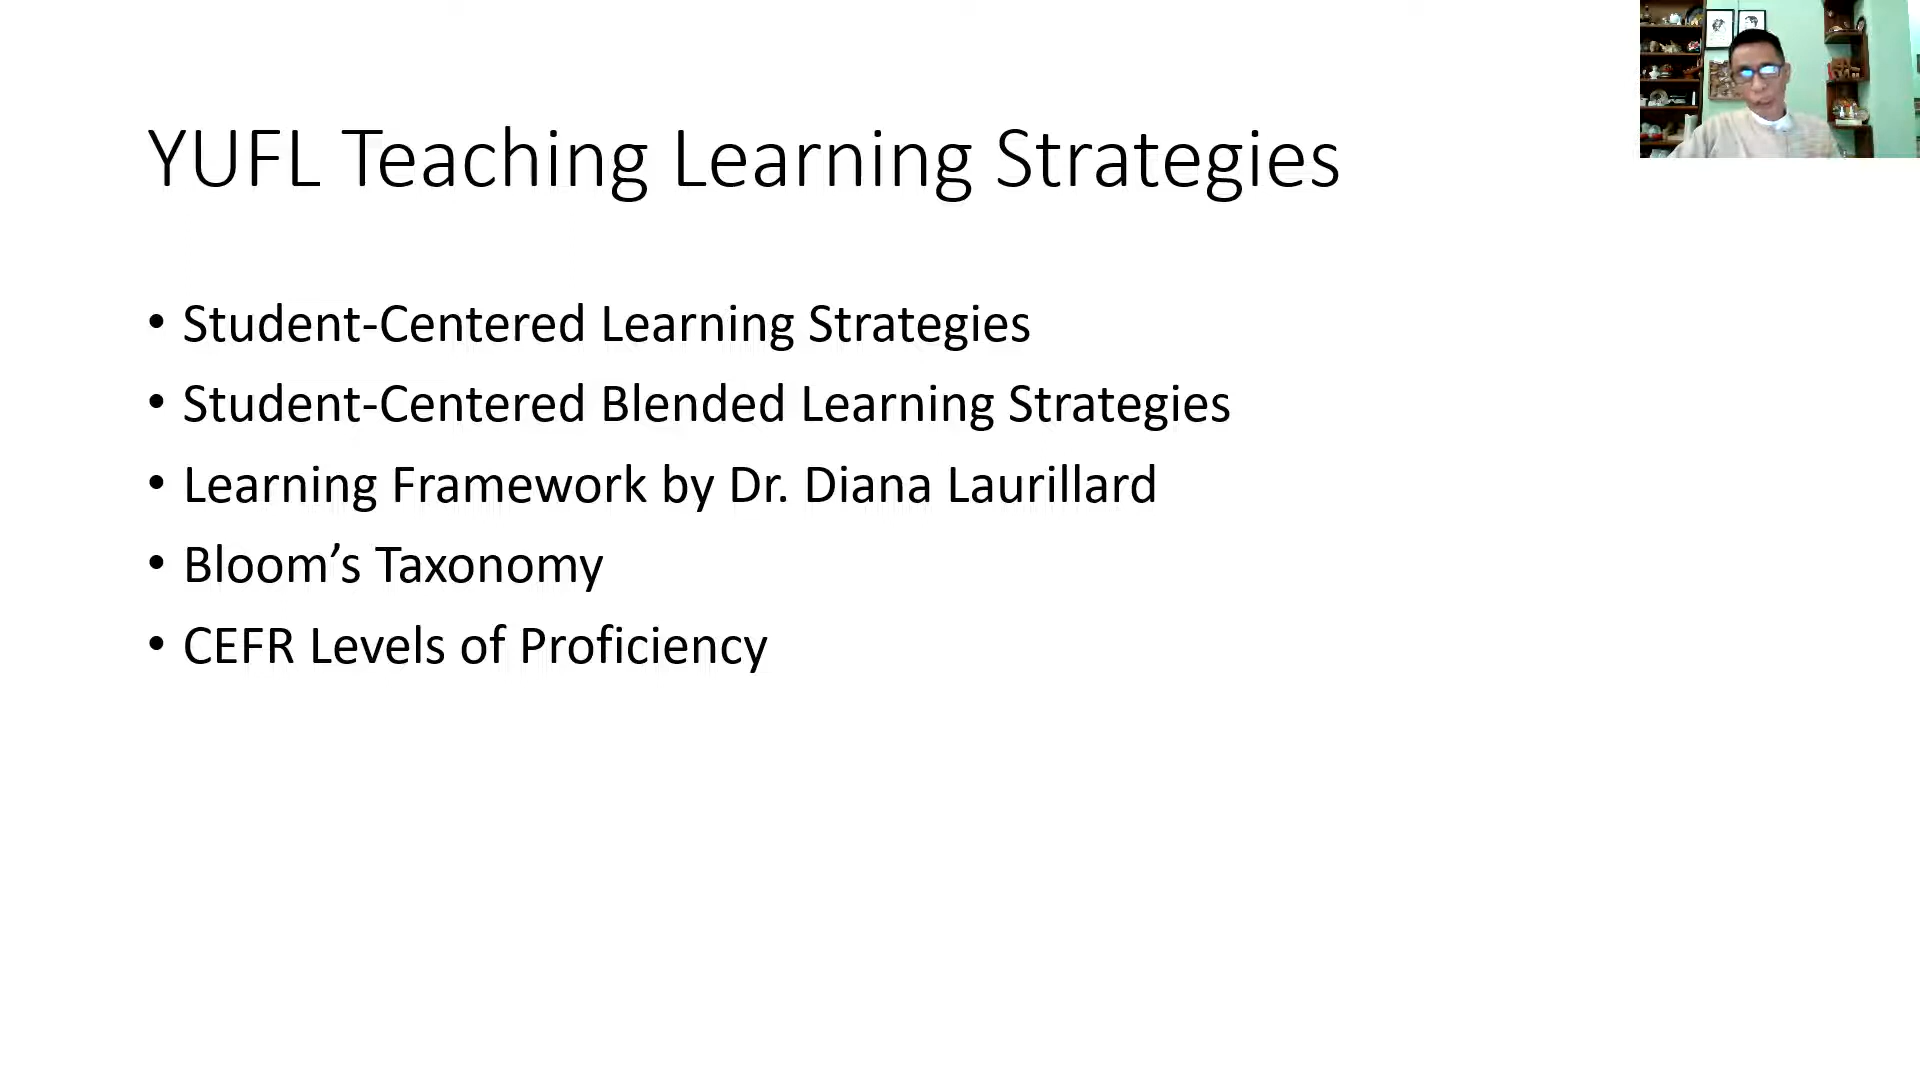 YUFL Teaching Learning Strategies
• Student-Centered Learning Strategies
• Student-Centered Blended Learning Strategies
• Learning Framework by Dr. Diana Laurillard
• Bloom’s Taxonomy
• CEFR Levels of Proficiency